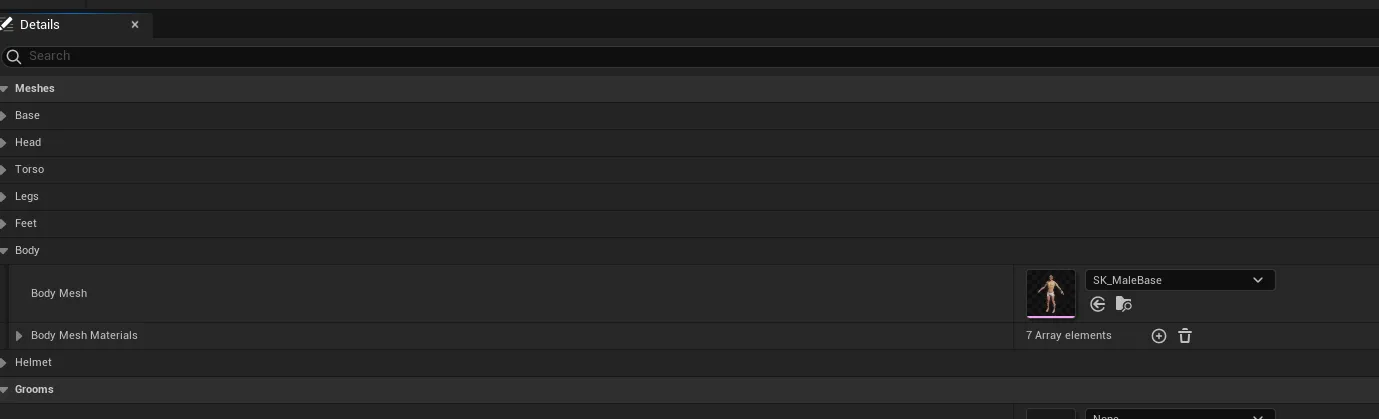 Details
Search
Meshes
Base
Head
Torso
Legs
Feet
Body
Body Mesh
SK_MaleBase
Body Mesh Materials
7 Array elements
Helmet
Grooms
None